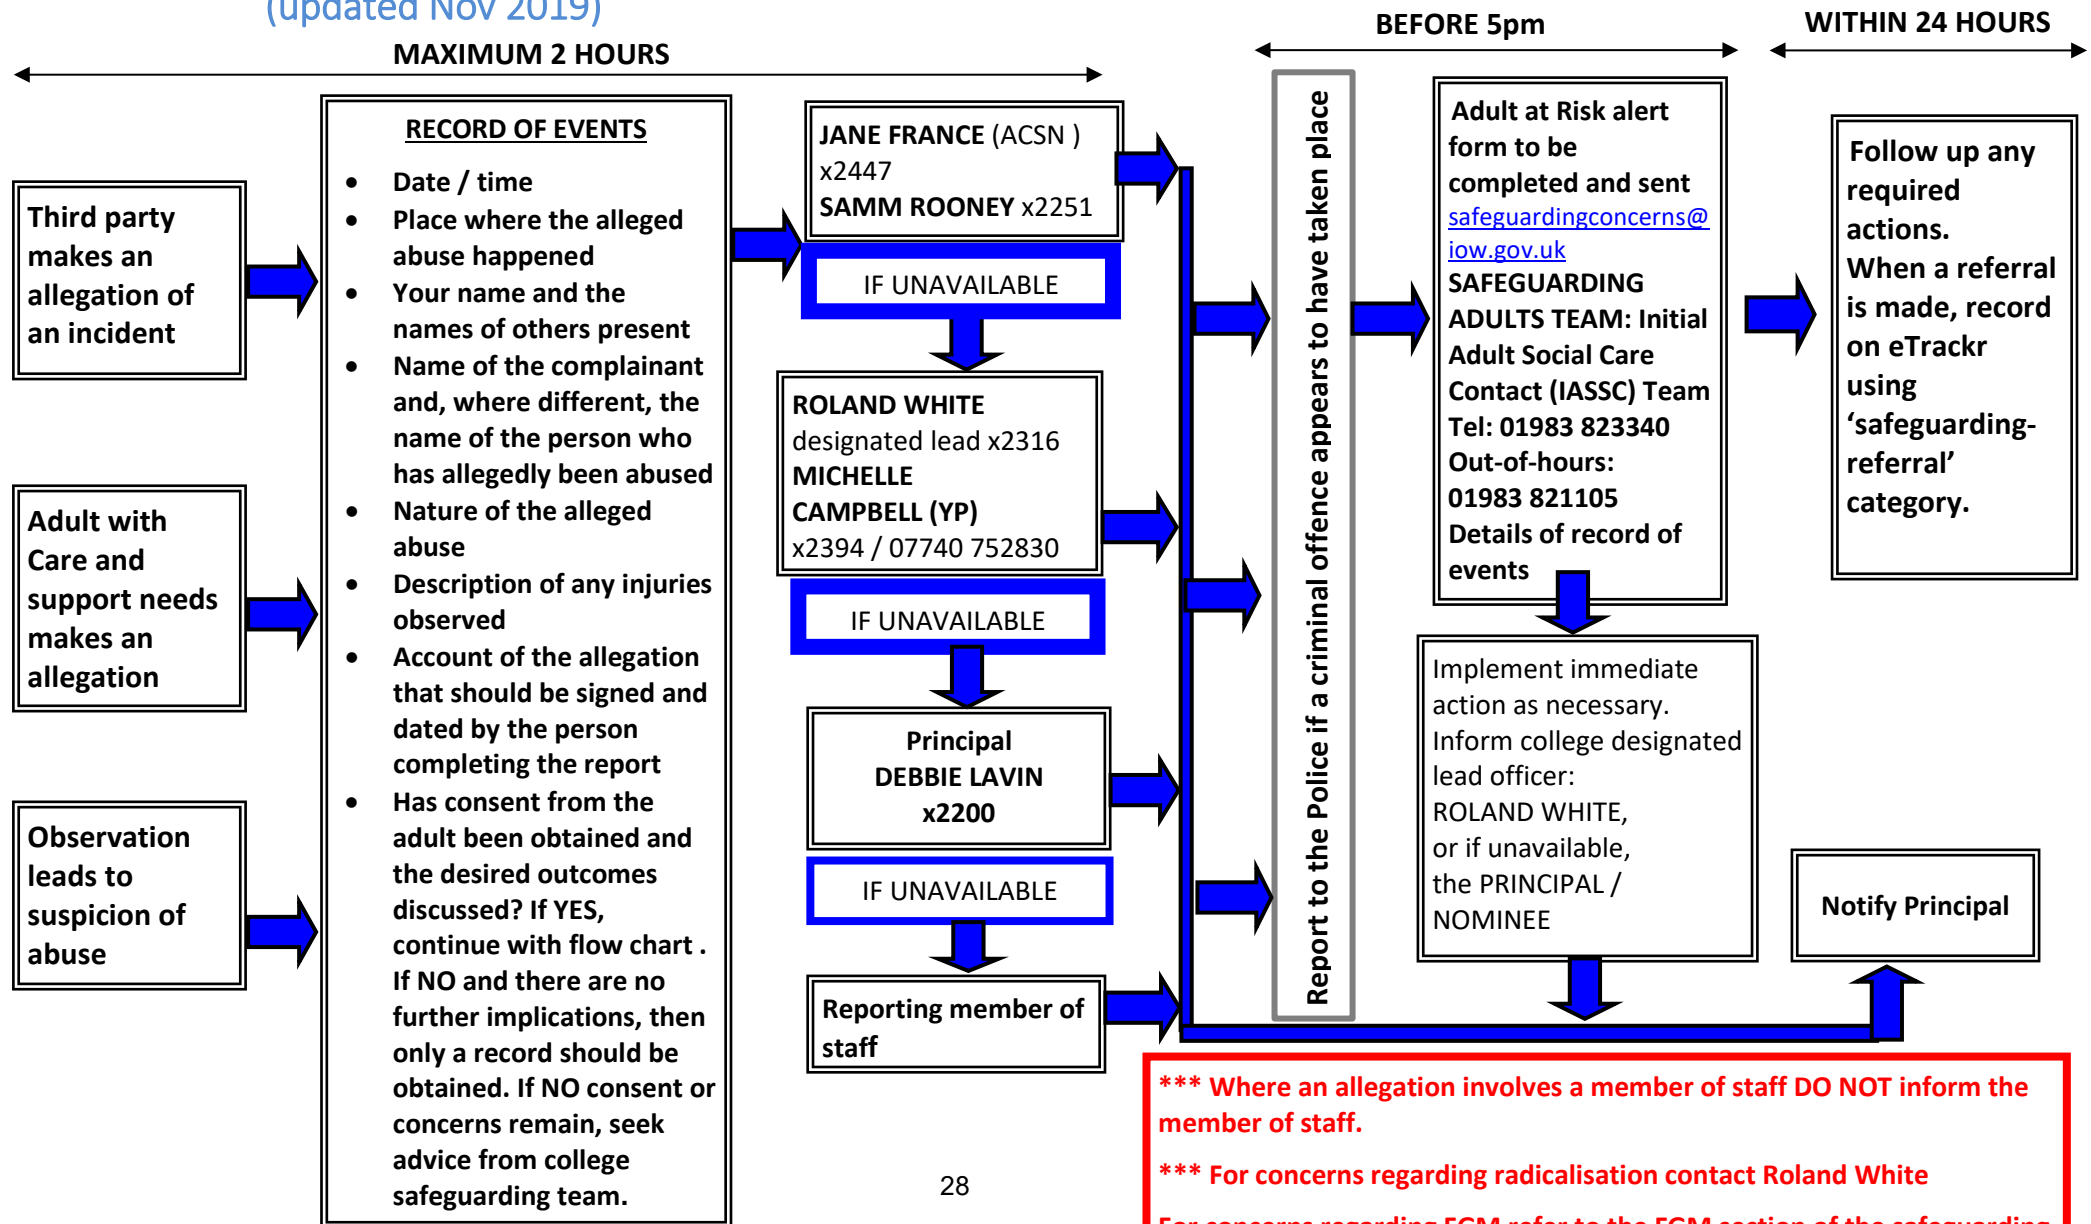 (updated Nov 2019)
MAXIMUM 2 HOURS
BEFORE 5pm
WITHIN 24 HOURS
Third party
makes an
allegation of
an incident
Adult with
Care and
support needs
makes an
allegation
Observation
leads to
suspicion of
abuse
RECORD OF EVENTS
• Date / time
• Place where the alleged
abuse happened
• Your name and the
names of others present
• Name of the complainant
and, where different, the
name of the person who
has allegedly been abused
• Nature of the alleged
abuse
• Description of any injuries
observed
• Account of the allegation
that should be signed and
dated by the person
completing the report
• Has consent from the
adult been obtained and
the desired outcomes
discussed? If YES,
continue with flow chart .
If NO and there are no
further implications, then
only a record should be
obtained. If NO consent or
concerns remain, seek
advice from college
safeguarding team.
JANE FRANCE (ACSN )
x2447
SAMM ROONEY x2251
IF UNAVAILABLE
ROLAND WHITE
designated lead x2316
MICHELLE
CAMPBELL (YP)
x2394 / 07740 752830
IF UNAVAILABLE
Principal
DEBBIE LAVIN
x2200
IF UNAVAILABLE
Reporting member of
staff
Report to the Police if a criminal offence appears to have taken place
Adult at Risk alert
form to be
completed and sent
safeguardingconcerns@
iow.gov.uk
SAFEGUARDING
ADULTS TEAM: Initial
Adult Social Care
Contact (IASSC) Team
Tel: 01983 823340
Out-of-hours:
01983 821105
Details of record of
events
Implement immediate
action as necessary.
Inform college designated
lead officer:
ROLAND WHITE,
or if unavailable,
the PRINCIPAL /
NOMINEE
Follow up any
required
actions.
When a referral
is made, record
on eTrackr
using
‘safeguarding-
referral’
category.
Notify Principal
*** Where an allegation involves a member of staff DO NOT inform the
member of staff.
*** For concerns regarding radicalisation contact Roland White
For concerns regarding FGM refer to the FGM section of the safeguarding
28